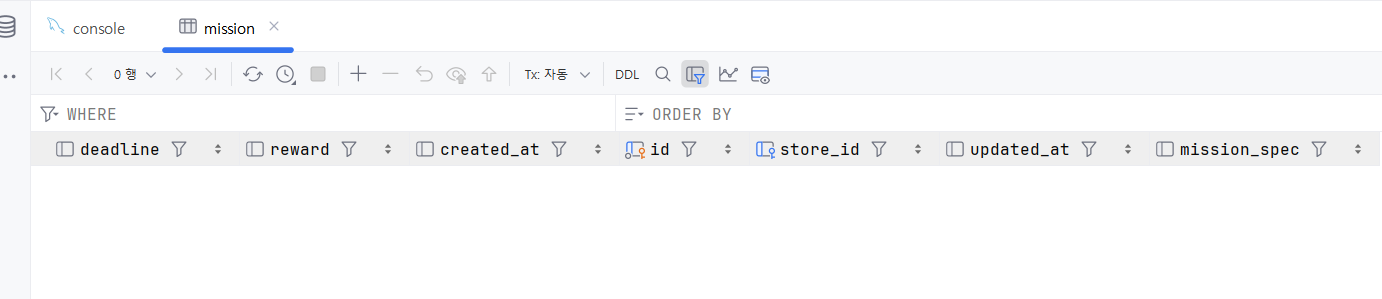 console mission
0 행 Tx: 자동 DDL
WHERE ORDER BY
deadline reward created_at id store_id updated_at mission_spec